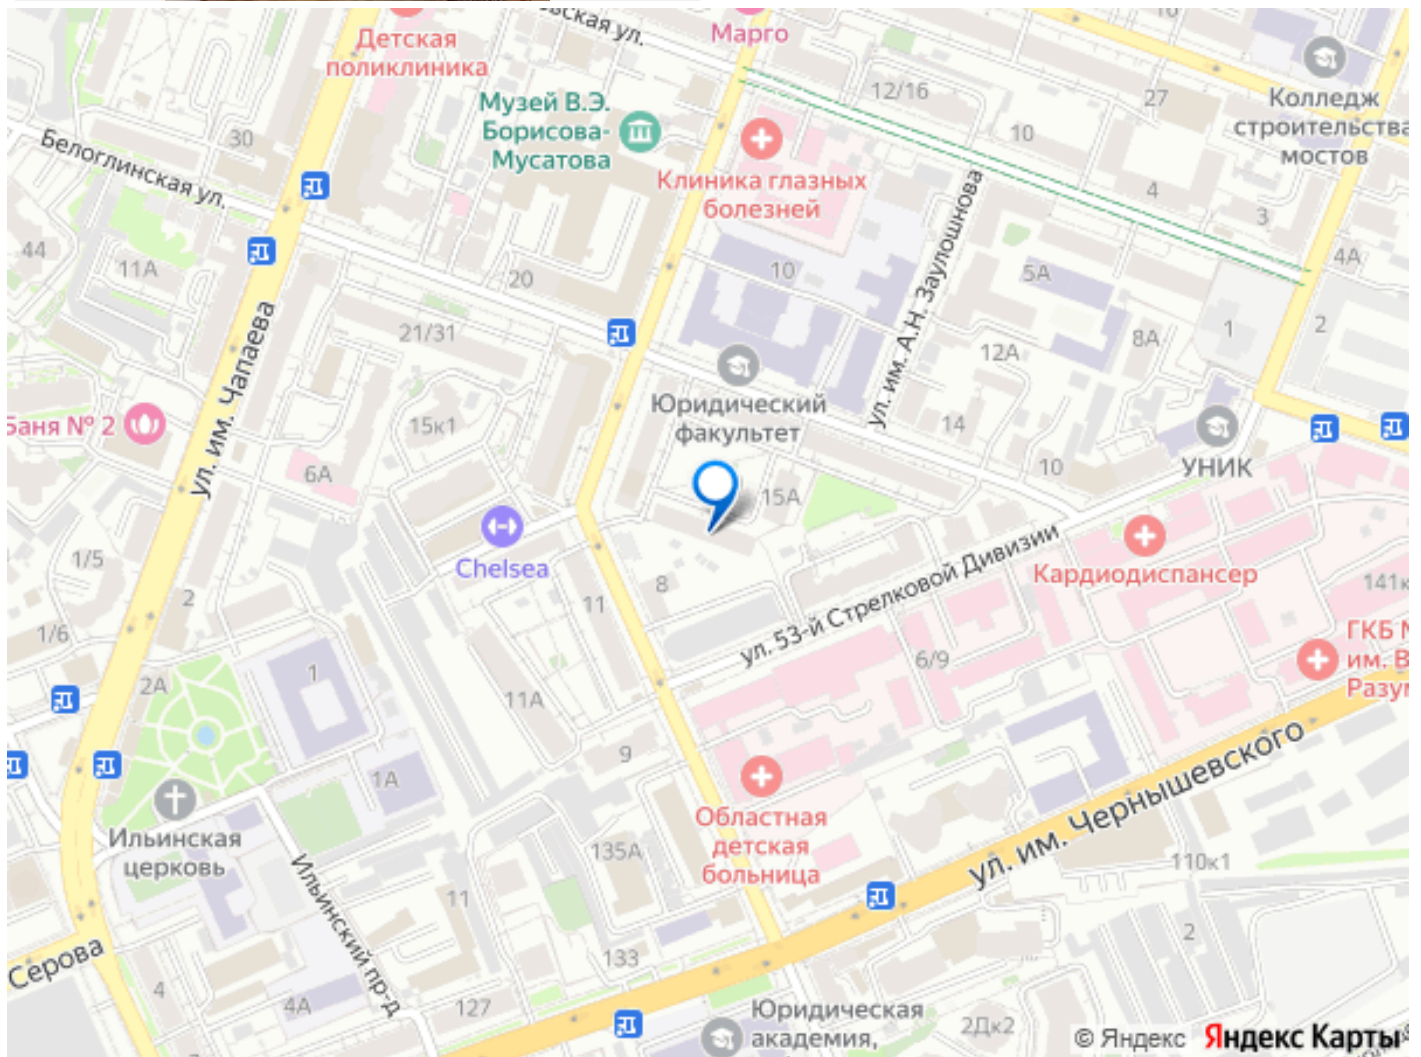 Марго
Детская
поликлиника
12/16
27
10
Колледж
строительства
мостов
Музей В.Э.
Борисова-
Мусатова
30
Белоглинская ул.
Клиника глазных
болезней
4
3
ул. им. А.Н. Заулошнова
44
11А
20
10
5А
4А
21/31
1
2
8А
12А
ул. им. Чапаева
Юридический
факультет
Баня № 2
15к1
14
6А
УНИК
10
15А
Chelsea
Кардиодиспансер
1/5
2
8
11
ул. 53-й Стрелковой Дивизии
141к
1/6
1
6/9
ГКБ №
им. В
Разум
2А
11А
9
1А
Ильинская
церковь
Областная
детская
больница
ул. им. Чернышевского
135А
110к1
Ильинский пр-д
11
2
Серова
133
4
4А
127
Юридическая
академия,
2Дк2
© Яндекс Яндекс Карты